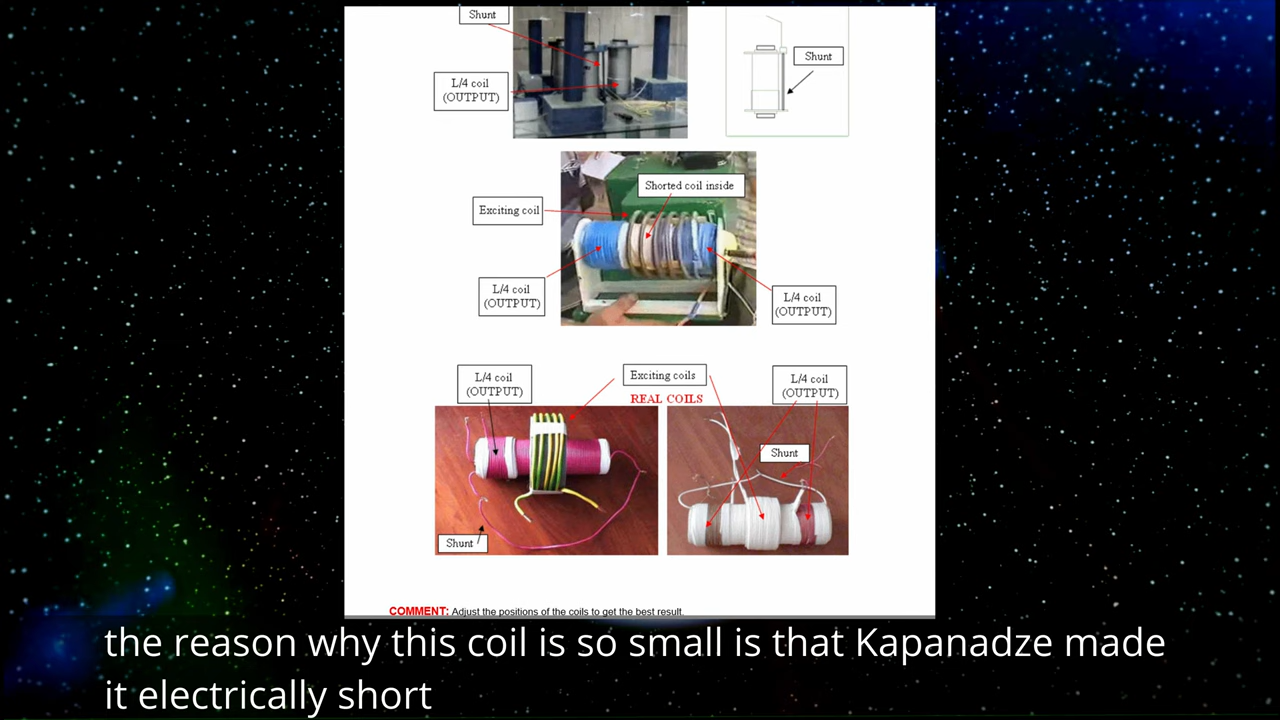 Shunt
Shunt
L/4 coil
(OUTPUT)
Shorted coil inside
Exciting coil
L/4 coil
(OUTPUT)
L/4 coil
(OUTPUT)
L/4 coil
(OUTPUT)
Exciting coils
L/4 coil
(OUTPUT)
REAL COILS
Shunt
Shunt
COMMENT: Adjust the positions of the coils to get the best result.
the reason why this coil is so small is that Kapanadze made
it electrically short